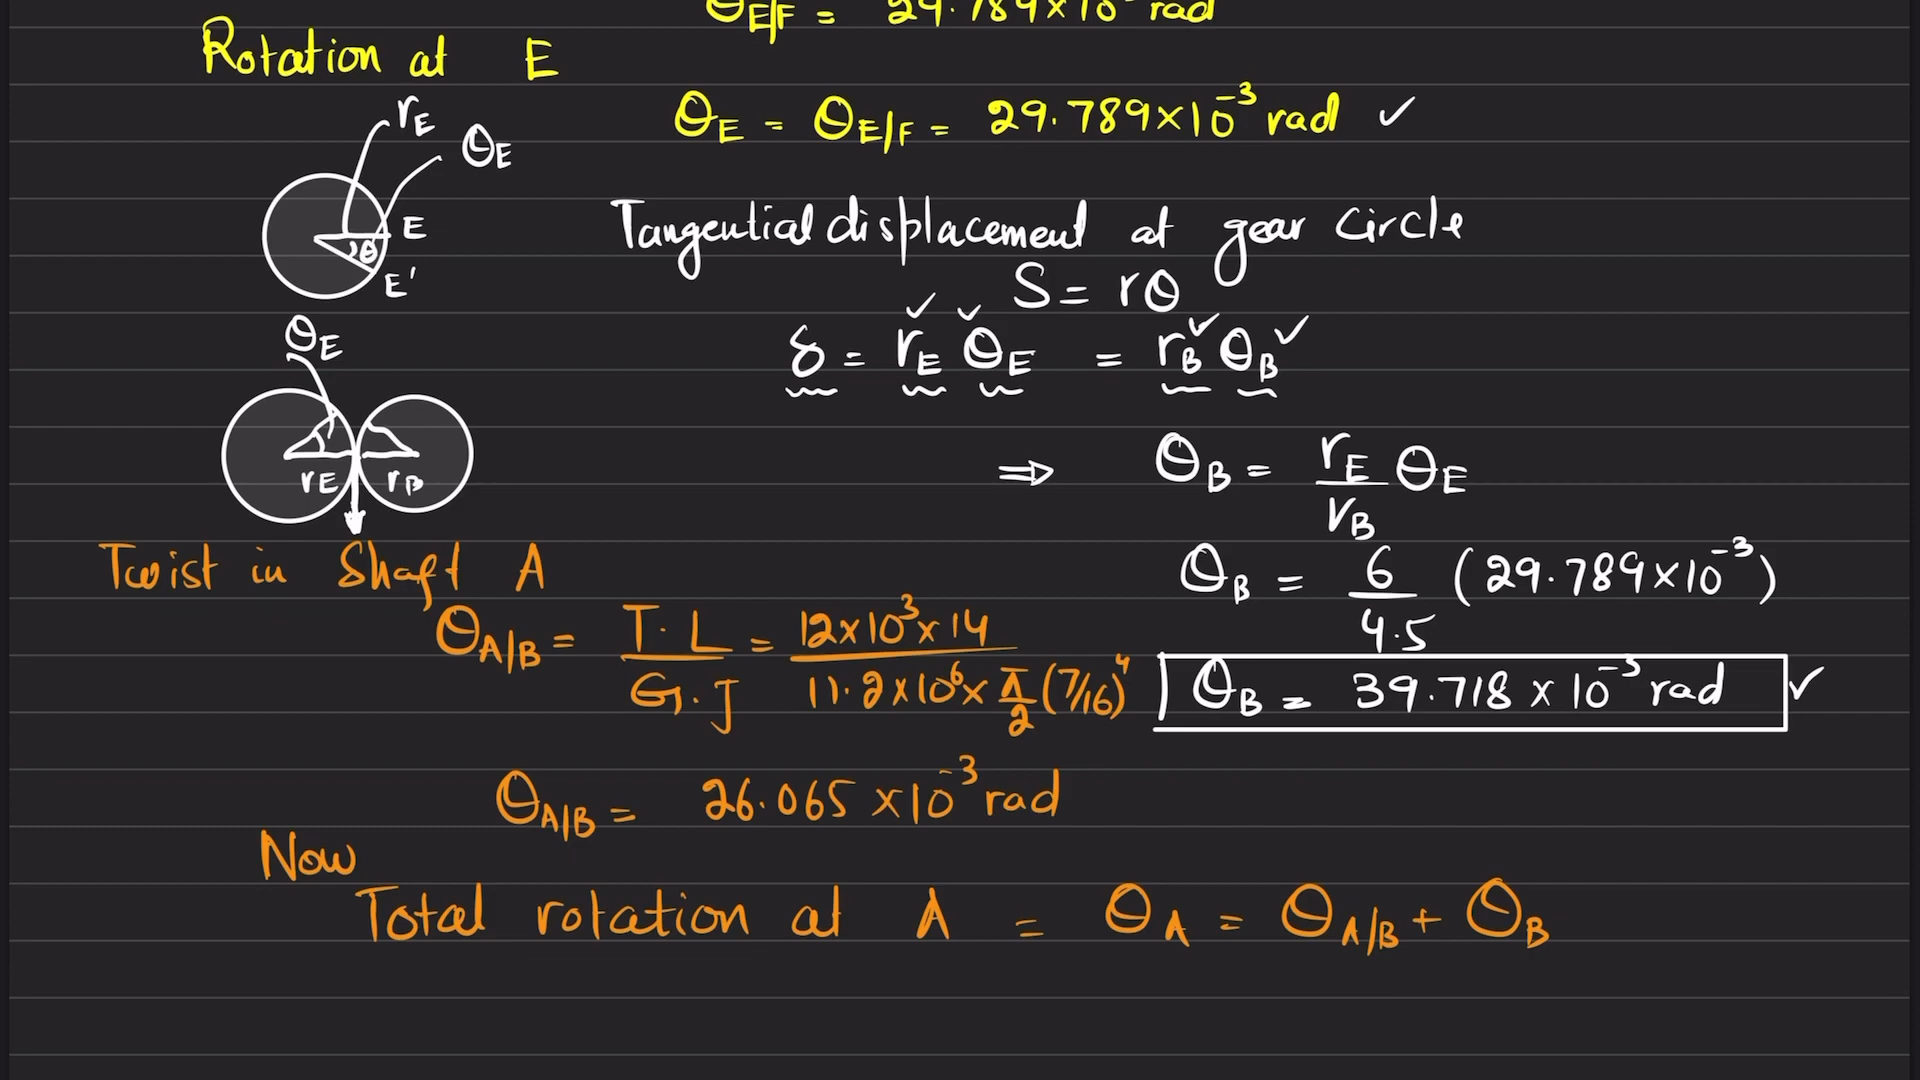 θE/F = 29.789×10⁻³ rad
Rotation at E
θE = θE/F = 29.789×10⁻³ rad ✓
rE
θE
E
θ
E'
Tangential displacement at gear circle
S = rθ
δ = rE θE = rB θB
θE
rE rB
⇒ θB = rE/rB θE
Twist in Shaft A
θB = 6/4.5 (29.789×10⁻³)
θA/B = T.L/G.J = 12×10³×14/11.2×10⁶×π/2(7/16)⁴
θB = 39.718×10⁻³ rad ✓
θA/B = 26.065×10⁻³ rad
Now
Total rotation at A = θA = θA/B + θB